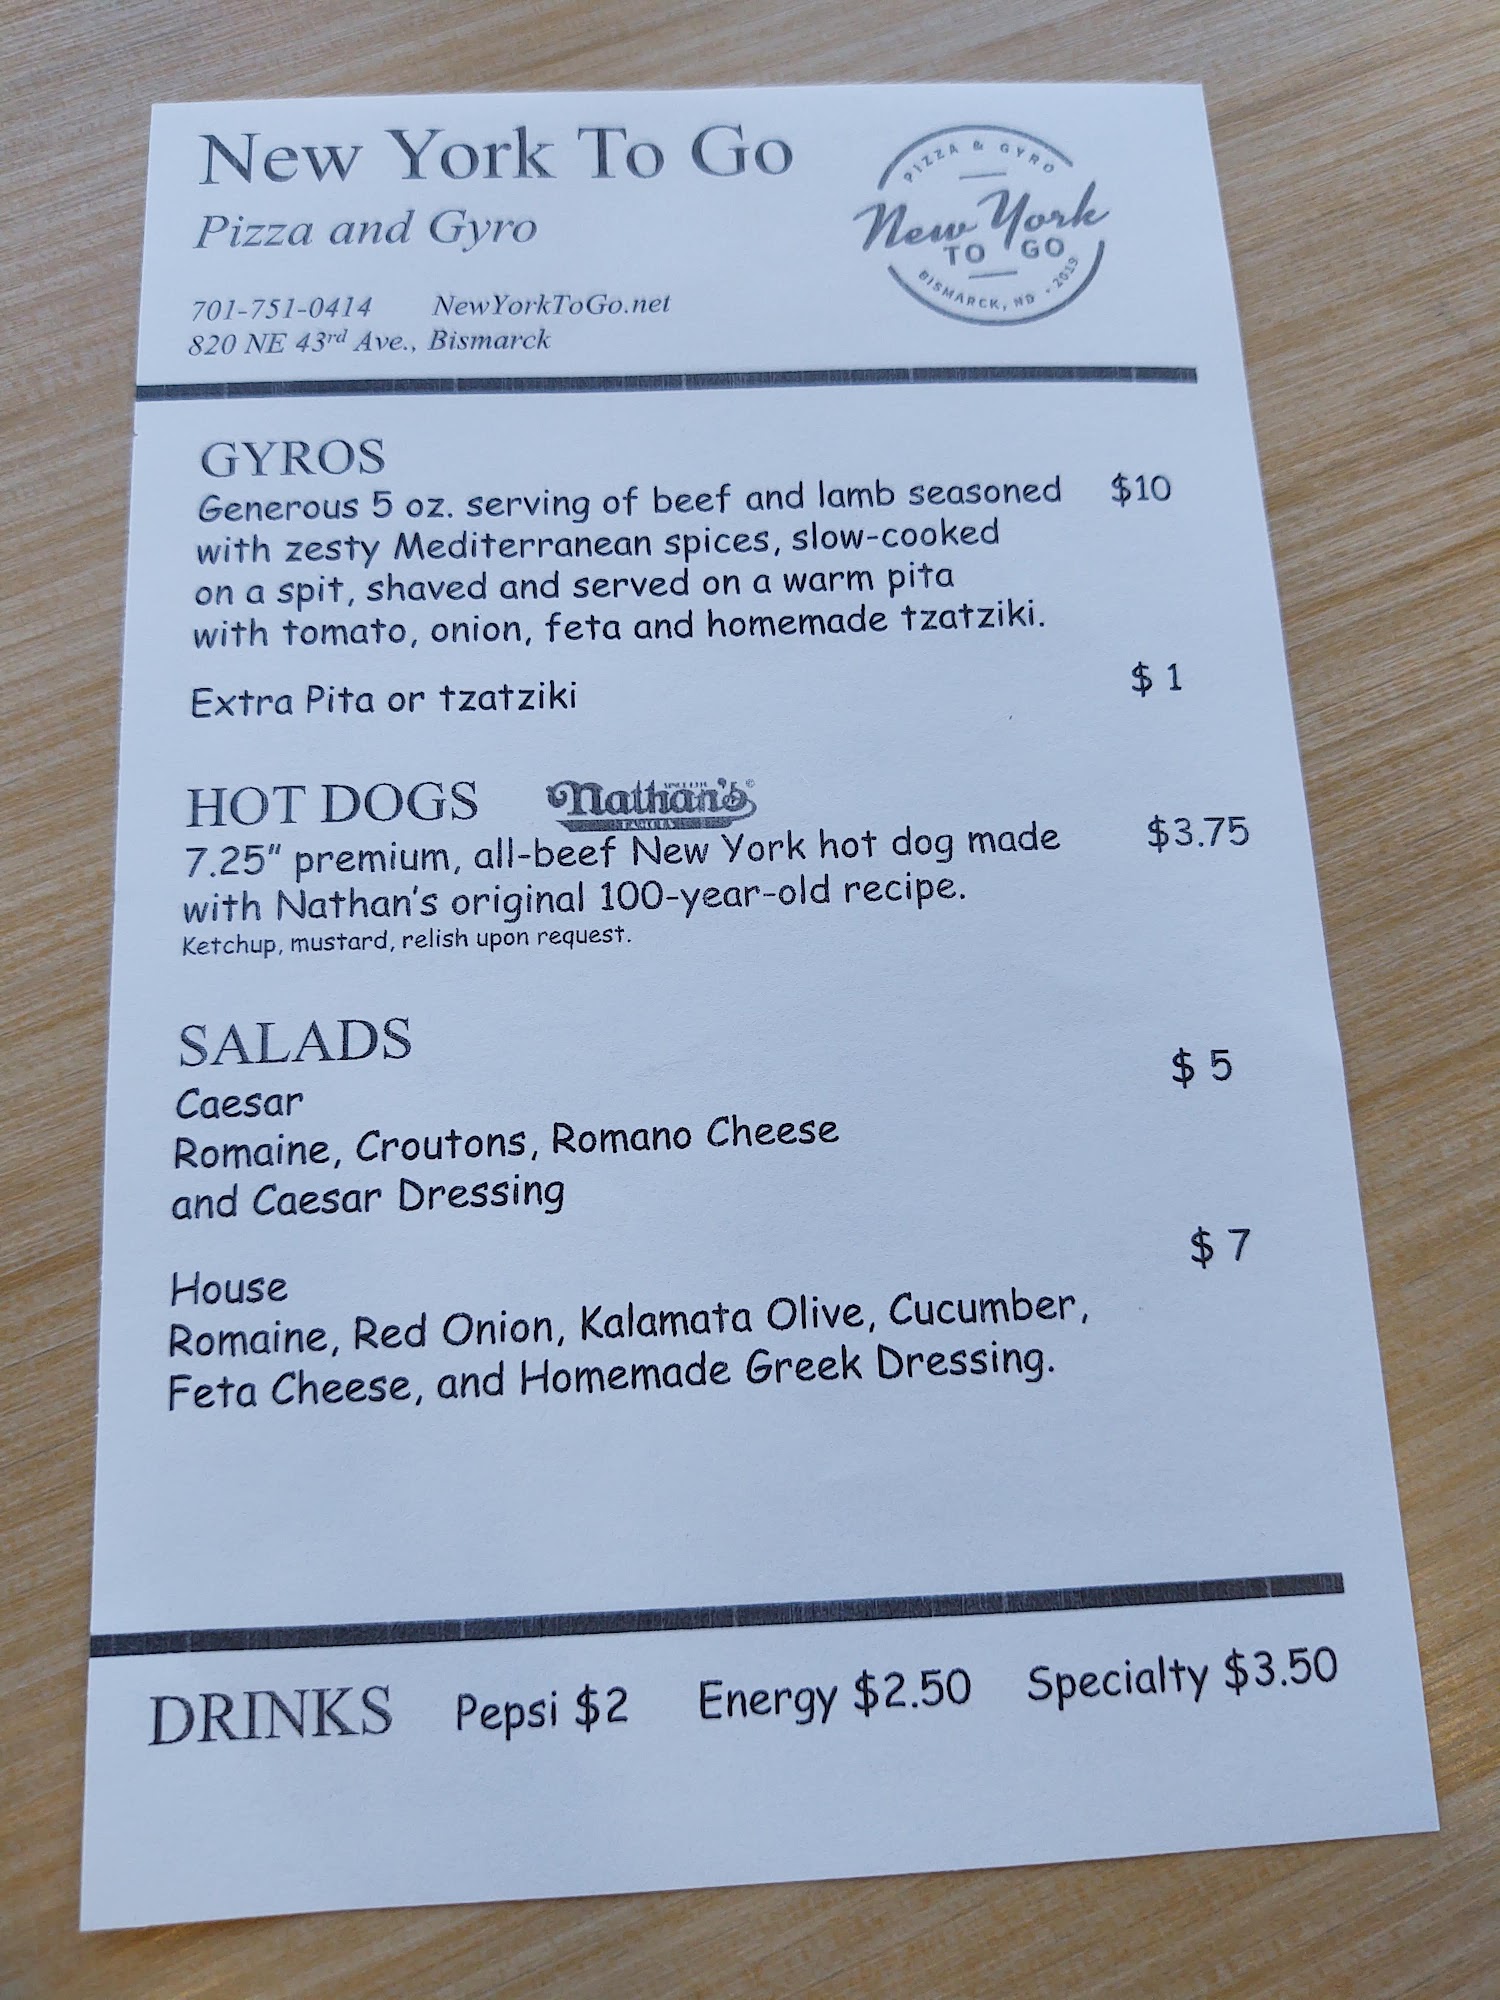 New York To Go
Pizza and Gyro
701-751-0414 NewYorkToGo.net
820 NE 43rd Ave., Bismarck
PIZZA & GYRO
New York
TO GO
BISMARCK, ND • 2019
GYROS
Generous 5 oz. serving of beef and lamb seasoned $10
with zesty Mediterranean spices, slow-cooked
on a spit, shaved and served on a warm pita
with tomato, onion, feta and homemade tzatziki.
Extra Pita or tzatziki $ 1
HOT DOGS Nathan's
7.25" premium, all-beef New York hot dog made $3.75
with Nathan's original 100-year-old recipe.
Ketchup, mustard, relish upon request.
SALADS
Caesar $ 5
Romaine, Croutons, Romano Cheese
and Caesar Dressing
House $ 7
Romaine, Red Onion, Kalamata Olive, Cucumber,
Feta Cheese, and Homemade Greek Dressing.
DRINKS Pepsi $2 Energy $2.50 Specialty $3.50